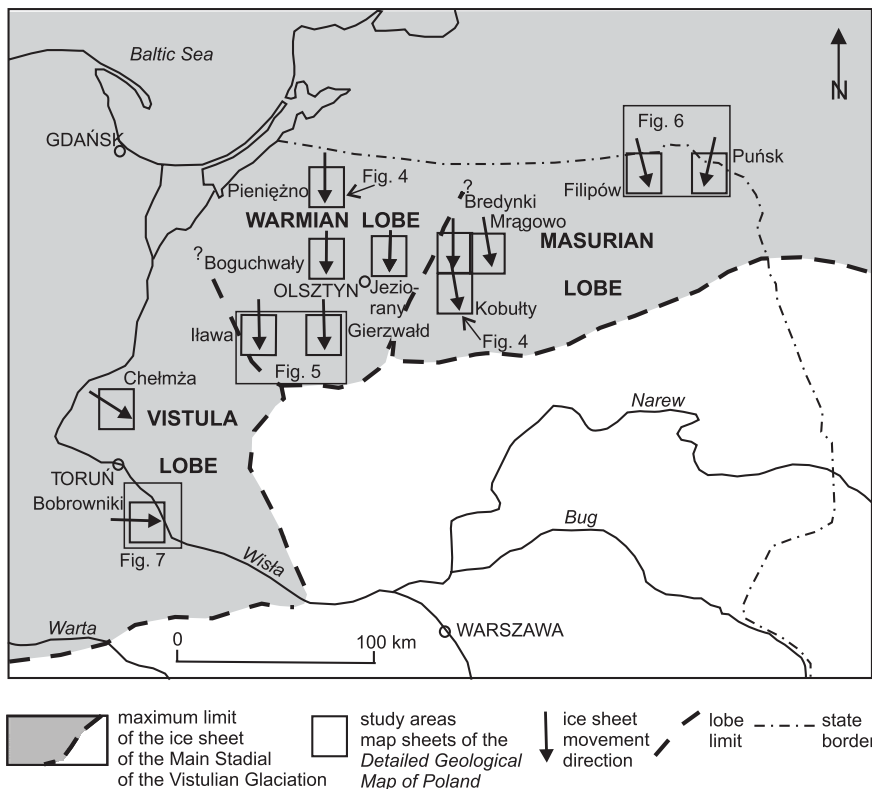 Baltic Sea
N
GDAŃSK
Fig. 6
Puńsk
Filipów
Pieniężno
Fig. 4
?
Bredynki
Mrągowo
WARMIAN LOBE
MASURIAN
LOBE
?
Boguchwały
OLSZTYN
Jezio-
rany
Kobułty
Fig. 4
Iława
Gierzwałd
Fig. 5
Chełmża
VISTULA
LOBE
TORUŃ
Bobrowniki
Fig. 7
Narew
Bug
Wisła
Warta
WARSZAWA
0 100 km
maximum limit
of the ice sheet
of the Main Stadial
of the Vistulian Glaciation
study areas
map sheets of the
Detailed Geological
Map of Poland
ice sheet
movement
direction
lobe
limit
state
border